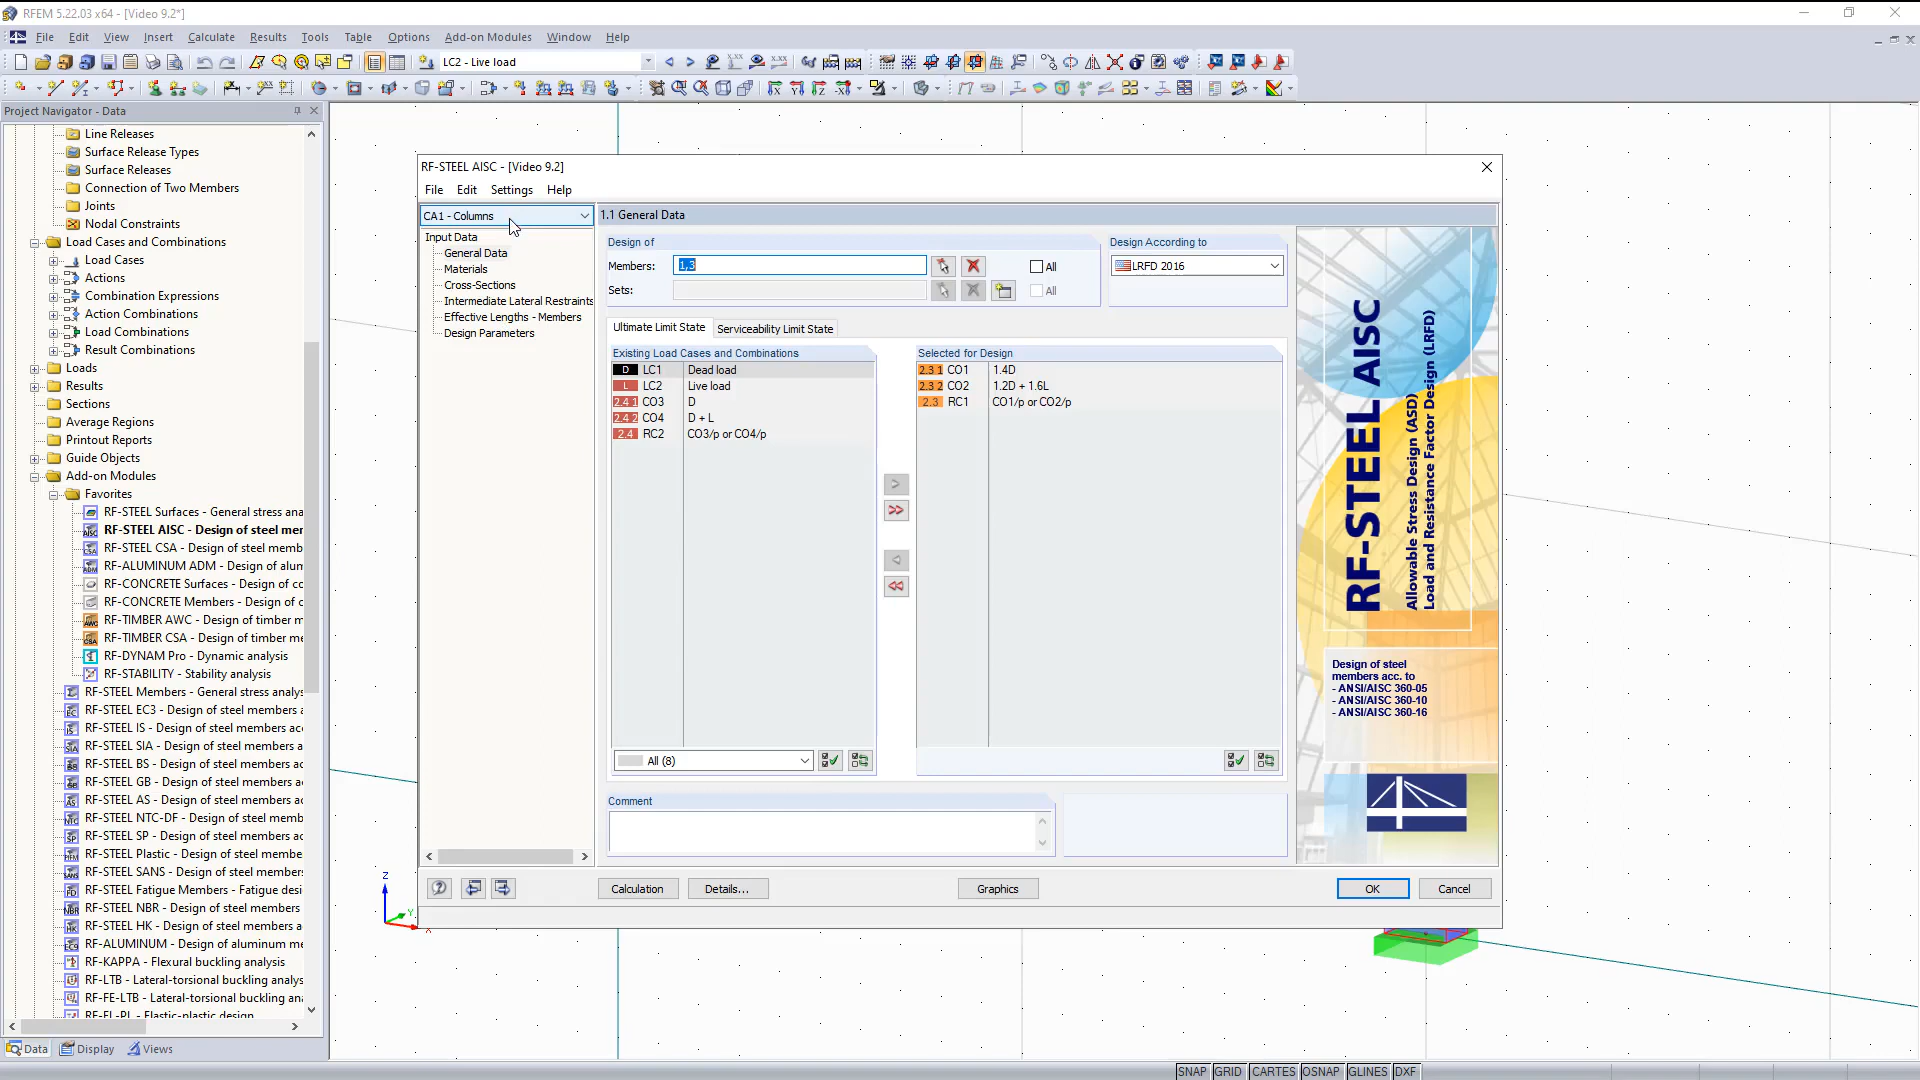 RFEM 5.22.03 x64 - [Video 9.2*]
File Edit View Insert Calculate Results Tools Table Options Add-on Modules Window Help
LC2 - Live load
Project Navigator - Data
Line Releases
Surface Release Types
Surface Releases
Connection of Two Members
Joints
Nodal Constraints
Load Cases and Combinations
Load Cases
Actions
Combination Expressions
Action Combinations
Load Combinations
Result Combinations
Loads
Results
Sections
Average Regions
Printout Reports
Guide Objects
Add-on Modules
Favorites
RF-STEEL Surfaces - General stress ana
RF-STEEL AISC - Design of steel mer
RF-STEEL CSA - Design of steel memb
RF-ALUMINUM ADM - Design of alum
RF-CONCRETE Surfaces - Design of cc
RF-CONCRETE Members - Design of c
RF-TIMBER AWC - Design of timber m
RF-TIMBER CSA - Design of timber me
RF-DYNAM Pro - Dynamic analysis
RF-STABILITY - Stability analysis
RF-STEEL Members - General stress analys
RF-STEEL EC3 - Design of steel members a
RF-STEEL IS - Design of steel members acc
RF-STEEL SIA - Design of steel members a
RF-STEEL BS - Design of steel members ac
RF-STEEL GB - Design of steel members a
RF-STEEL AS - Design of steel members ac
RF-STEEL NTC-DF - Design of steel memb
RF-STEEL SP - Design of steel members ac
RF-STEEL Plastic - Design of steel membe
RF-STEEL SANS - Design of steel member
RF-STEEL Fatigue Members - Fatigue desi
RF-STEEL NBR - Design of steel members
RF-STEEL HK - Design of steel members a
RF-ALUMINUM - Design of aluminum me
RF-KAPPA - Flexural buckling analysis
RF-LTB - Lateral-torsional buckling analys
RF-FE-LTB - Lateral-torsional buckling ana
RF-EL-PL - Elastic-plastic design
Data Display Views
RF-STEEL AISC - [Video 9.2]
File Edit Settings Help
CA1 - Columns
Input Data
General Data
Materials
Cross-Sections
Intermediate Lateral Restraints
Effective Lengths - Members
Design Parameters
1.1 General Data
Design of
Members: 1,3 All
Sets: All
Design According to
LRFD 2016
Ultimate Limit State Serviceability Limit State
Existing Load Cases and Combinations
D LC1 Dead load
L LC2 Live load
2.4 1 CO3 D
2.4 2 CO4 D + L
2.4 RC2 CO3/p or CO4/p
All (8)
Selected for Design
2.3 1 CO1 1.4D
2.3 2 CO2 1.2D + 1.6L
2.3 RC1 CO1/p or CO2/p
Comment
RF-STEEL AISC
Allowable Stress Design (ASD)
Load and Resistance Factor Design (LRFD)
Design of steel
members acc. to
- ANSI/AISC 360-05
- ANSI/AISC 360-10
- ANSI/AISC 360-16
Calculation Details... Graphics OK Cancel
Z
Y
X
SNAP GRID CARTES OSNAP GLINES DXF